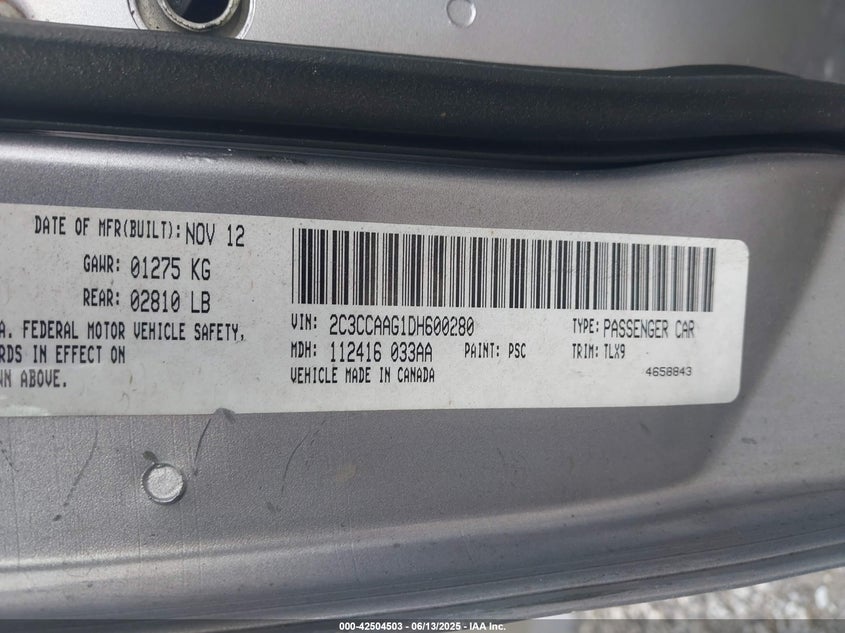 DATE OF MFR(BUILT): NOV 12
GAWR: 01275 KG
REAR: 02810 LB
A. FEDERAL MOTOR VEHICLE SAFETY,
RDS IN EFFECT ON
WN ABOVE.
VIN: 2C3CCAAG1DH600280 TYPE: PASSENGER CAR
MDH: 112416 033AA PAINT: PSC TRIM: TLX9
VEHICLE MADE IN CANADA 4658843
000-42504503 - 06/13/2025 - IAA Inc.